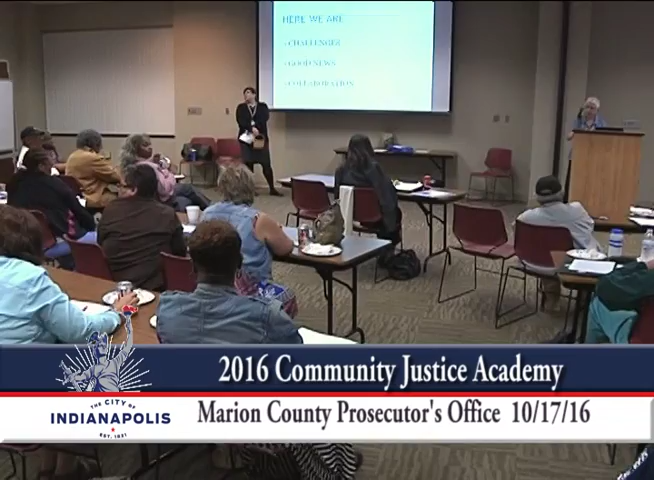 HERE WE ARE
CHALLENGER
GOOD NEWS
COLLABORATION
2016 Community Justice Academy
THE CITY OF
INDIANAPOLIS
EST. 1821
Marion County Prosecutor's Office 10/17/16